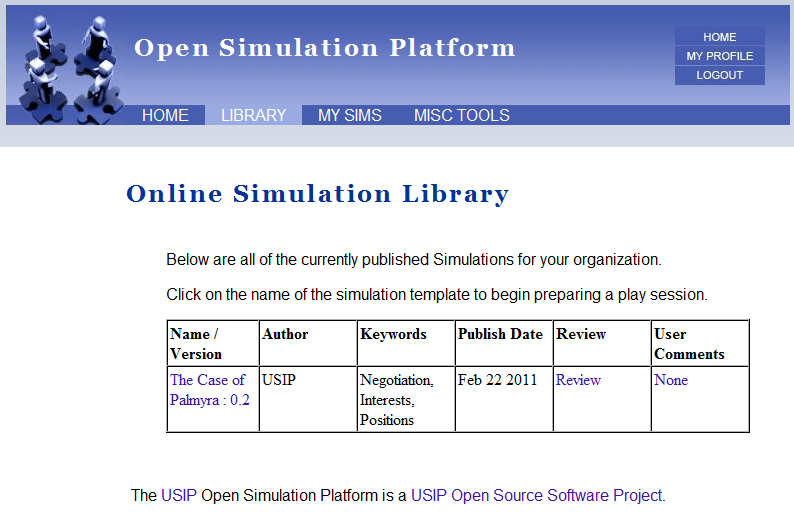 Open Simulation Platform
HOME
MY PROFILE
LOGOUT
HOME LIBRARY MY SIMS MISC TOOLS
Online Simulation Library
Below are all of the currently published Simulations for your organization.
Click on the name of the simulation template to begin preparing a play session.
Name / Author Keywords Publish Date Review User
Version Comments
The Case of USIP Negotiation, Feb 22 2011 Review None
Palmyra : 0.2 Interests,
Positions
The USIP Open Simulation Platform is a USIP Open Source Software Project.